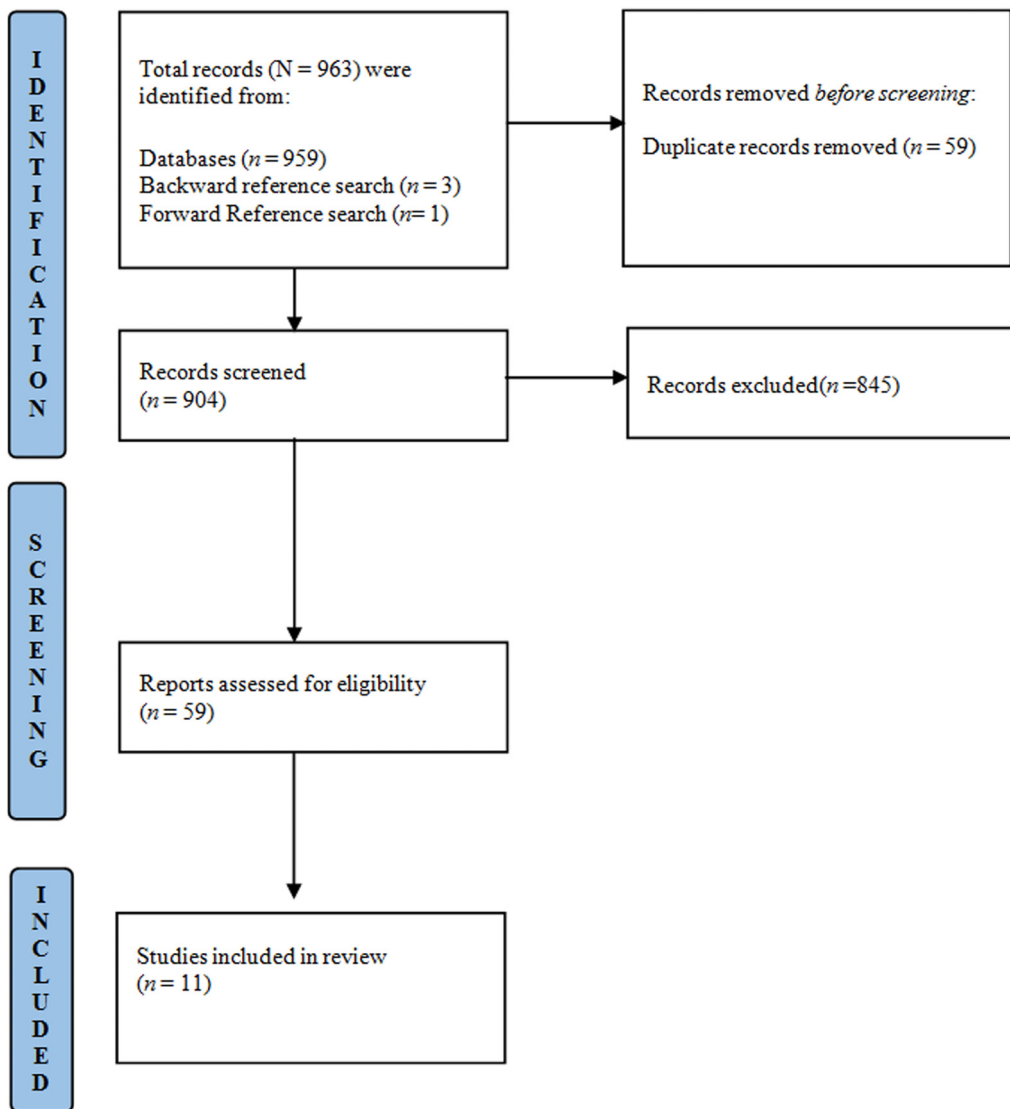 IDENTIFICATION
Total records (N = 963) were
identified from:
Databases (n = 959)
Backward reference search (n = 3)
Forward Reference search (n= 1)
Records removed before screening:
Duplicate records removed (n = 59)
Records screened
(n = 904)
Records excluded(n =845)
SCREENING
Reports assessed for eligibility
(n = 59)
INCLUDED
Studies included in review
(n = 11)